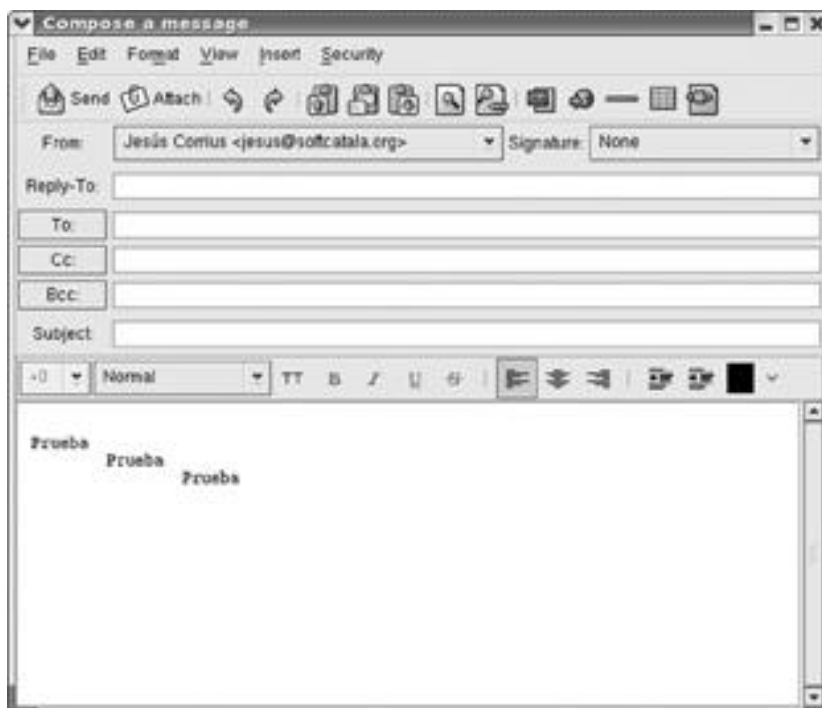 Compose a message
File Edit Format View Insert Security
Send Attach
From: Jesús Corrius <jesus@softcatala.org> Signature: None
Reply-To:
To:
Cc:
Bcc:
Subject:
+0 Normal TT B I U S
Prueba
Prueba
Prueba